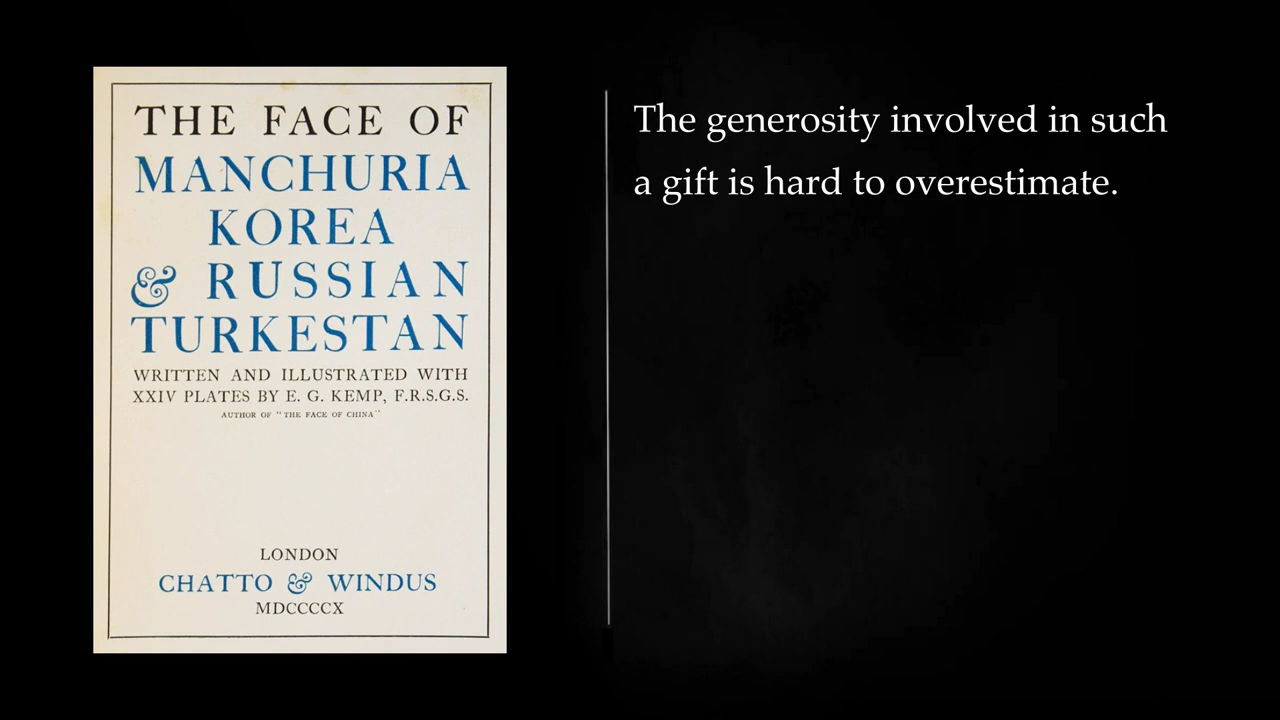 THE FACE OF
MANCHURIA
KOREA
& RUSSIAN
TURKESTAN
WRITTEN AND ILLUSTRATED WITH
XXIV PLATES BY E. G. KEMP, F.R.S.G.S.
AUTHOR OF "THE FACE OF CHINA"
LONDON
CHATTO & WINDUS
MDCCCCX
The generosity involved in such
a gift is hard to overestimate.